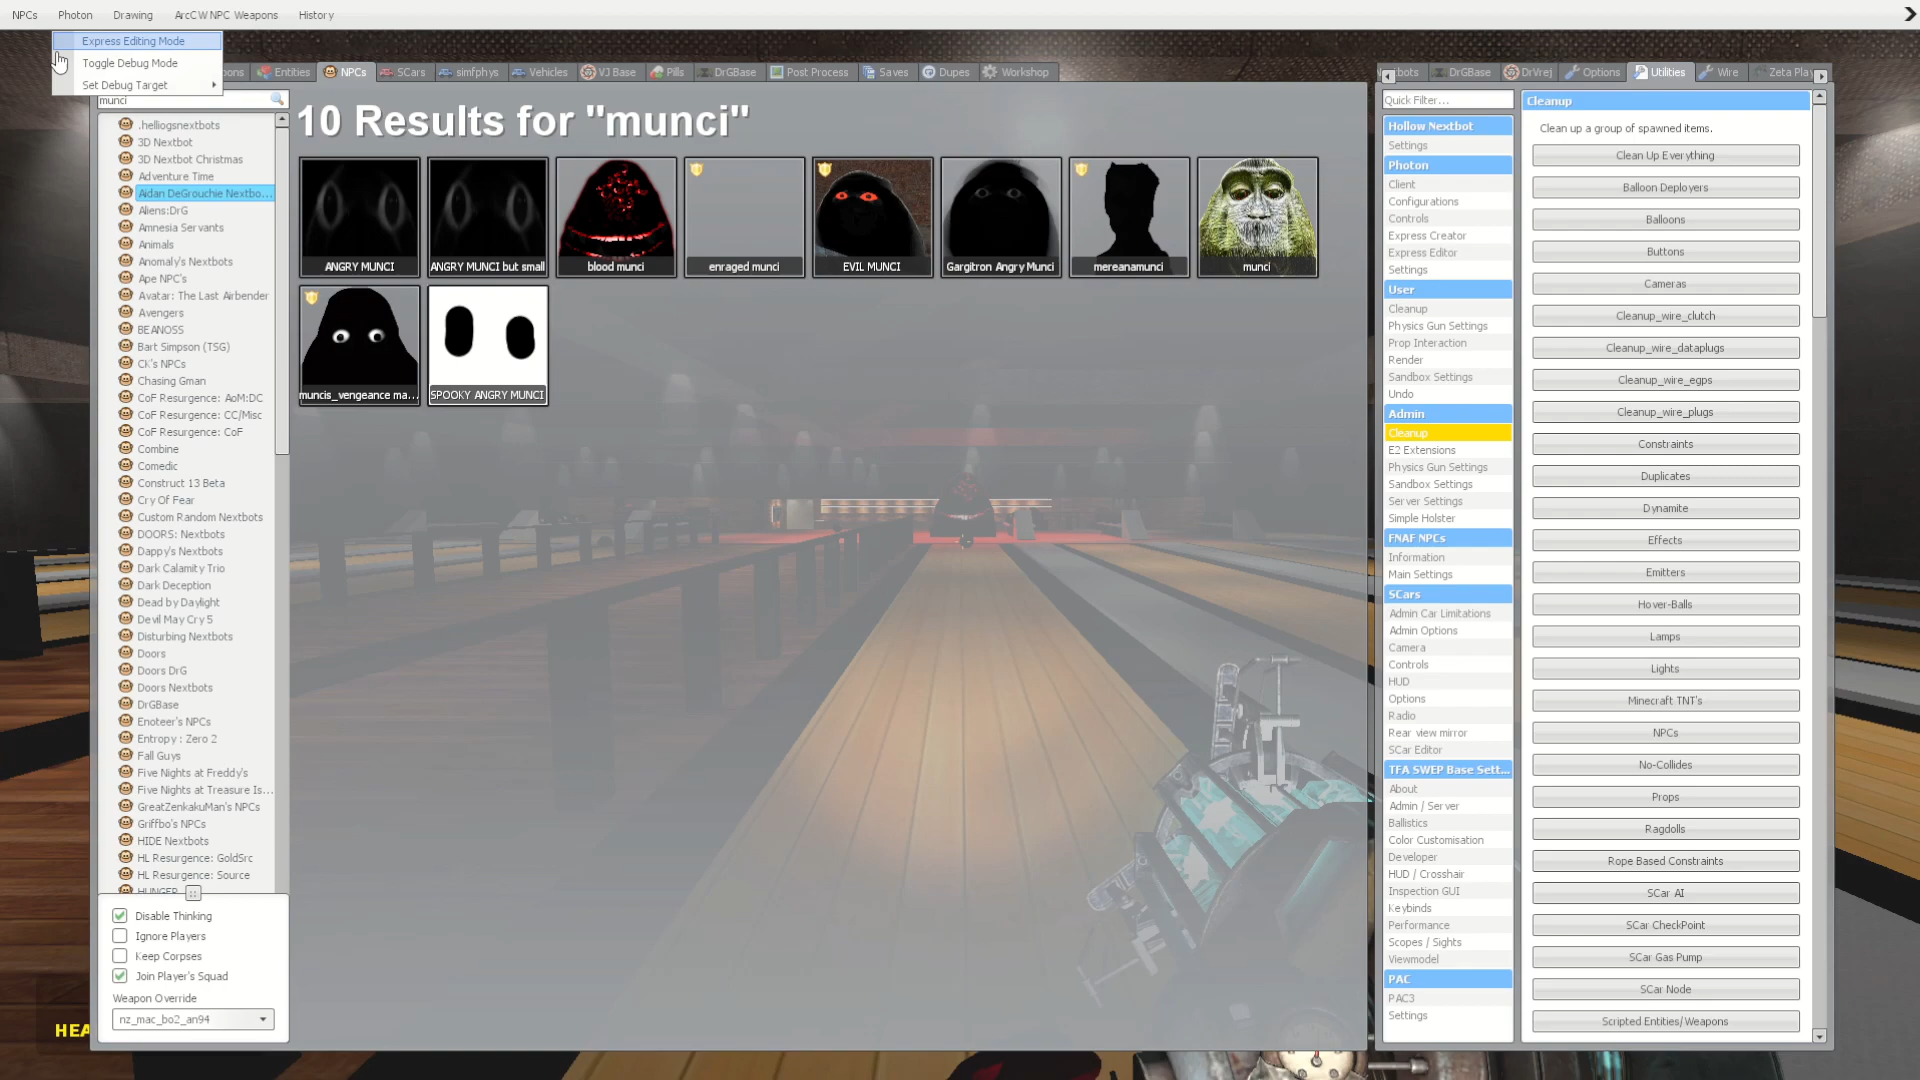 NPCs Photon Drawing ArcCW NPC Weapons History
Express Editing Mode
Toggle Debug Mode
Set Debug Target
Entities NPCs SCars simfphys Vehicles VJ Base Pills DrGBase Post Process Saves Dupes Workshop
munci
.helliogsnextbots
3D Nextbot
3D Nextbot Christmas
Adventure Time
Aidan DeGrouchie Nextbo...
Aliens:DrG
Amnesia Servants
Animals
Anomaly's Nextbots
Ape NPC's
Avatar: The Last Airbender
Avengers
BEANOSS
Bart Simpson (TSG)
CK's NPCs
Chasing Gman
CoF Resurgence: AoM:DC
CoF Resurgence: CC/Misc
CoF Resurgence: CoF
Combine
Comedic
Construct 13 Beta
Cry Of Fear
Custom Random Nextbots
DOORS: Nextbots
Dappy's Nextbots
Dark Calamity Trio
Dark Deception
Dead by Daylight
Devil May Cry 5
Disturbing Nextbots
Doors
Doors DrG
Doors Nextbots
DrGBase
Enoteer's NPCs
Entropy : Zero 2
Fall Guys
Five Nights at Freddy's
Five Nights at Treasure Is...
GreatZenkakuMan's NPCs
Griffbo's NPCs
HIDE Nextbots
HL Resurgence: GoldSrc
HL Resurgence: Source
HUNGER
Disable Thinking
Ignore Players
Keep Corpses
Join Player's Squad
Weapon Override
nz_mac_bo2_an94
HEA
10 Results for "munci"
ANGRY MUNCI
ANGRY MUNCI but small
blood munci
enraged munci
EVIL MUNCI
Gargitron Angry Munci
mereanamunci
munci
muncis_vengeance ma...
SPOOKY ANGRY MUNCI
DrGBase DrVrej Options Utilities Wire Zeta Play
Quick Filter...
Hollow Nextbot
Settings
Photon
Client
Configurations
Controls
Express Creator
Express Editor
Settings
User
Cleanup
Physics Gun Settings
Prop Interaction
Render
Sandbox Settings
Undo
Admin
Cleanup
E2 Extensions
Physics Gun Settings
Sandbox Settings
Server Settings
Simple Holster
FNAF NPCs
Information
Main Settings
SCars
Admin Car Limitations
Admin Options
Camera
Controls
HUD
Options
Radio
Rear view mirror
SCar Editor
TFA SWEP Base Sett...
About
Admin / Server
Ballistics
Color Customisation
Developer
HUD / Crosshair
Inspection GUI
Keybinds
Performance
Scopes / Sights
Viewmodel
PAC
PAC3
Settings
Cleanup
Clean up a group of spawned items.
Clean Up Everything
Balloon Deployers
Balloons
Buttons
Cameras
Cleanup_wire_clutch
Cleanup_wire_dataplugs
Cleanup_wire_egps
Cleanup_wire_plugs
Constraints
Duplicates
Dynamite
Effects
Emitters
Hover-Balls
Lamps
Lights
Minecraft TNT's
NPCs
No-Collides
Props
Ragdolls
Rope Based Constraints
SCar AI
SCar CheckPoint
SCar Gas Pump
SCar Node
Scripted Entities/Weapons